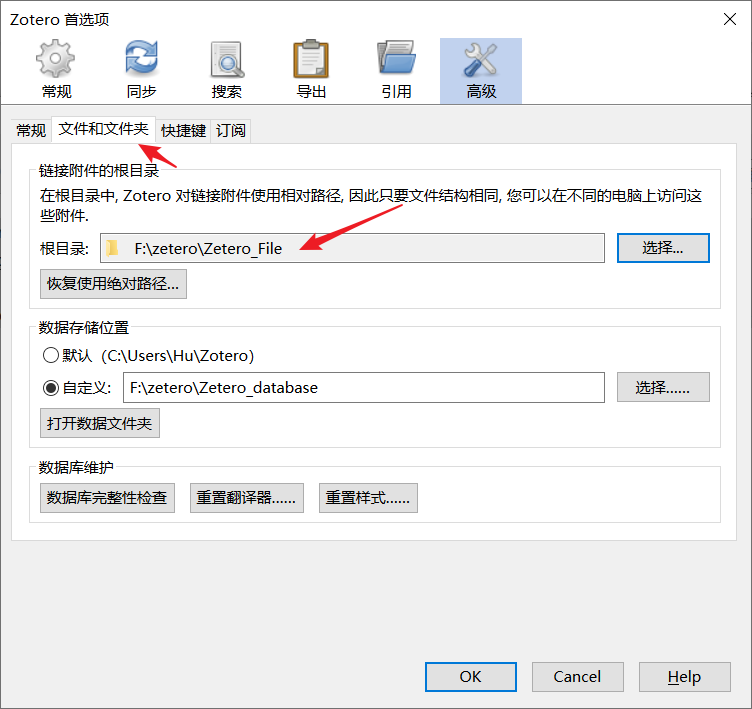 Zotero 首选项
常规 同步 搜索 导出 引用 高级
常规 文件和文件夹 快捷键 订阅
链接附件的根目录
在根目录中, Zotero 对链接附件使用相对路径, 因此只要文件结构相同, 您可以在不同的电脑上访问这
些附件.
根目录: F:\zetero\Zetero_File 选择...
恢复使用绝对路径...
数据存储位置
默认（C:\Users\Hu\Zotero）
自定义: F:\zetero\Zetero_database 选择......
打开数据文件夹
数据库维护
数据库完整性检查 重置翻译器...... 重置样式......
OK Cancel Help